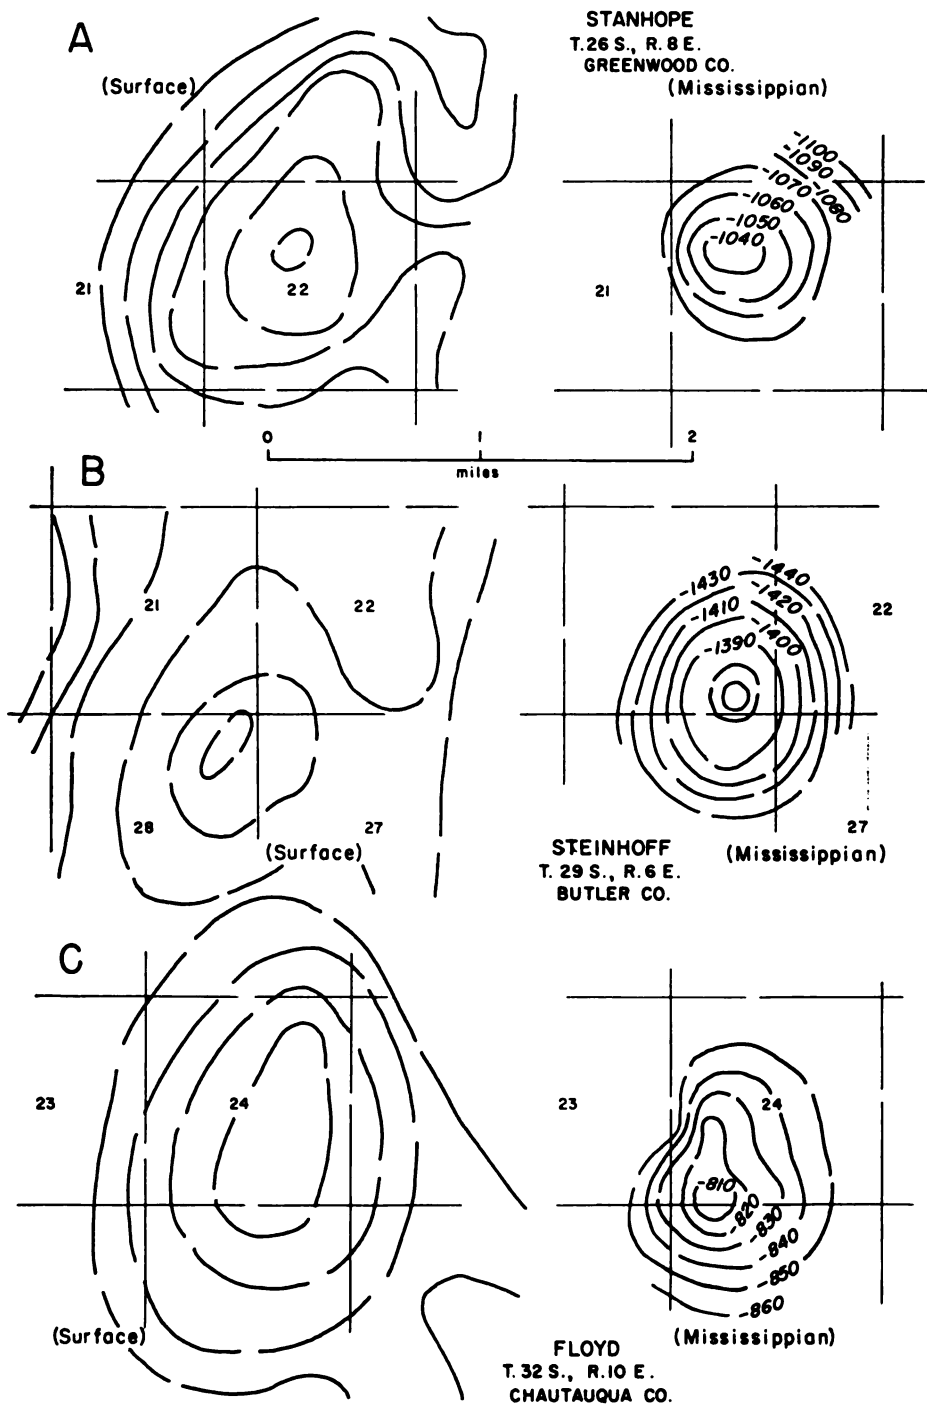 A
STANHOPE
T.26 S., R. 8 E.
GREENWOOD CO.
(Surface)
(Mississippian)
-1100
-1090
-1070 -1080
-1060
-1050
-1040
21
22
21
0 1 2
miles
B
21
22
-1430 -1440
-1410 -1420
-1390 -1400
22
28
27
27
(Surface)
STEINHOFF
T. 29 S., R. 6 E.
BUTLER CO.
(Mississippian)
C
23
24
23
24
-810
-820
-830
-840
-850
-860
(Surface)
(Mississippian)
FLOYD
T. 32 S., R. 10 E.
CHAUTAUQUA CO.